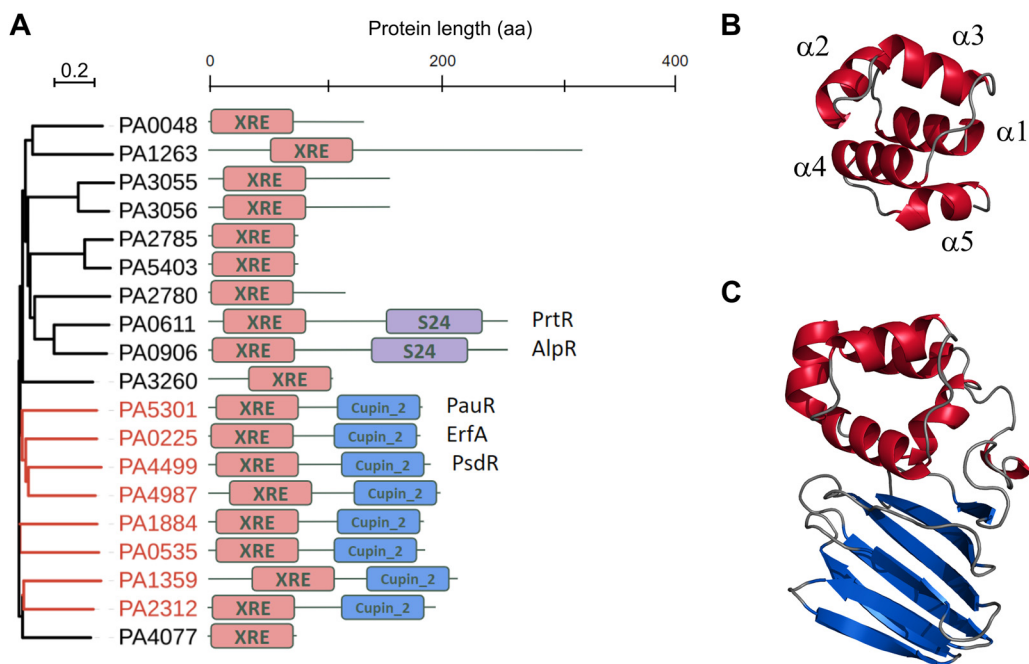 A
Protein length (aa)
0.2
0
200
400
PA0048 XRE
PA1263 XRE
PA3055 XRE
PA3056 XRE
PA2785 XRE
PA5403 XRE
PA2780 XRE
PA0611 XRE S24 PrtR
PA0906 XRE S24 AlpR
PA3260 XRE
PA5301 XRE Cupin_2 PauR
PA0225 XRE Cupin_2 ErfA
PA4499 XRE Cupin_2 PsdR
PA4987 XRE Cupin_2
PA1884 XRE Cupin_2
PA0535 XRE Cupin_2
PA1359 XRE Cupin_2
PA2312 XRE Cupin_2
PA4077 XRE
B
α2
α3
α1
α4
α5
C